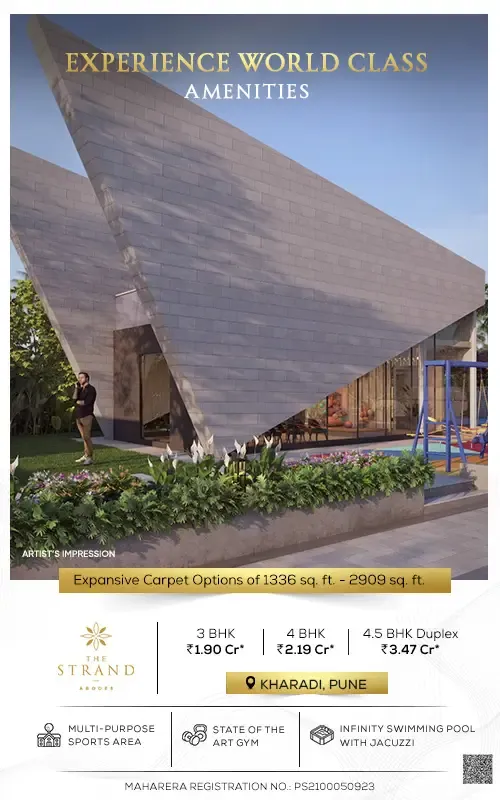 EXPERIENCE WORLD CLASS
AMENITIES
ARTIST'S IMPRESSION
Expansive Carpet Options of 1336 sq. ft. - 2909 sq. ft.
THE
STRAND
ABODES
3 BHK
₹1.90 Cr*
4 BHK
₹2.19 Cr*
4.5 BHK Duplex
₹3.47 Cr*
KHARADI, PUNE
MULTI-PURPOSE
SPORTS AREA
STATE OF THE
ART GYM
INFINITY SWIMMING POOL
WITH JACUZZI
MAHARERA REGISTRATION NO.: PS2100050923